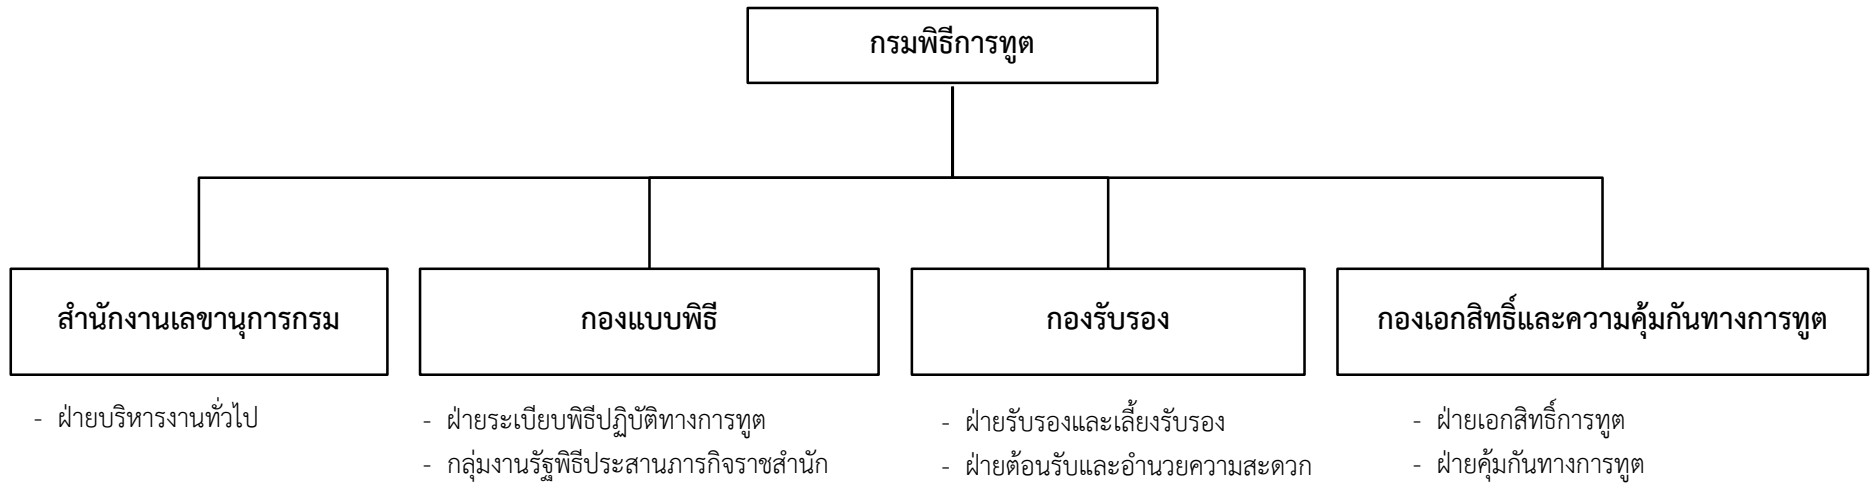 กรมพิธีการทูต
สำนักงานเลขานุการกรม
- ฝ่ายบริหารงานทั่วไป
กองแบบพิธี
- ฝ่ายระเบียบพิธีปฏิบัติทางการทูต
- กลุ่มงานรัฐพิธีประสานภารกิจราชสำนัก
กองรับรอง
- ฝ่ายรับรองและเลี้ยงรับรอง
- ฝ่ายต้อนรับและอำนวยความสะดวก
กองเอกสิทธิ์และความคุ้มกันทางการทูต
- ฝ่ายเอกสิทธิ์การทูต
- ฝ่ายคุ้มกันทางการทูต